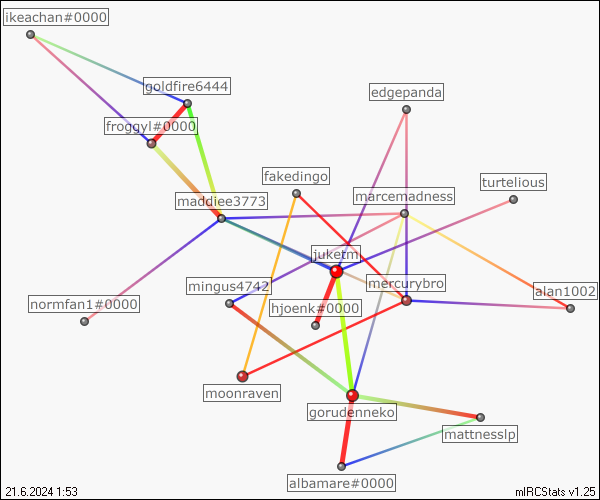 ikeachan#0000
goldfire6444
edgepanda
froggyl#0000
fakedingo
turtelious
marcemadness
maddiee3773
juketm
mingus4742
mercurybro
alan1002
normfan1#0000
hjoenk#0000
moonraven
gorudenneko
mattnesslp
albamare#0000
21.6.2024 1:53
mIRCStats v1.25